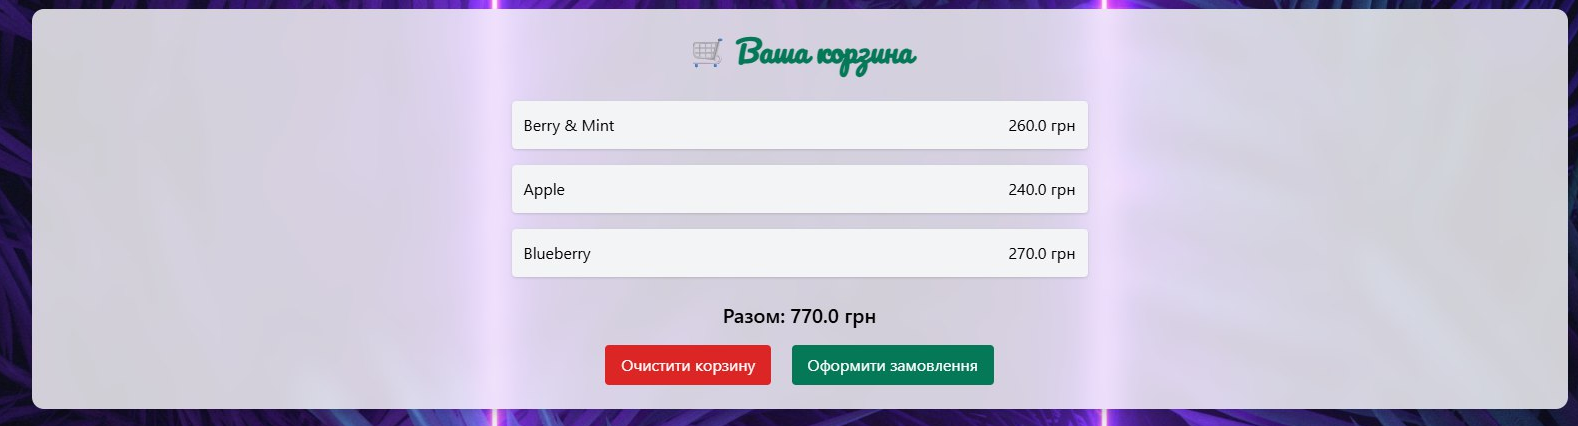 Ваша корзина
Berry & Mint 260.0 грн
Apple 240.0 грн
Blueberry 270.0 грн
Разом: 770.0 грн
Очистити корзину Оформити замовлення